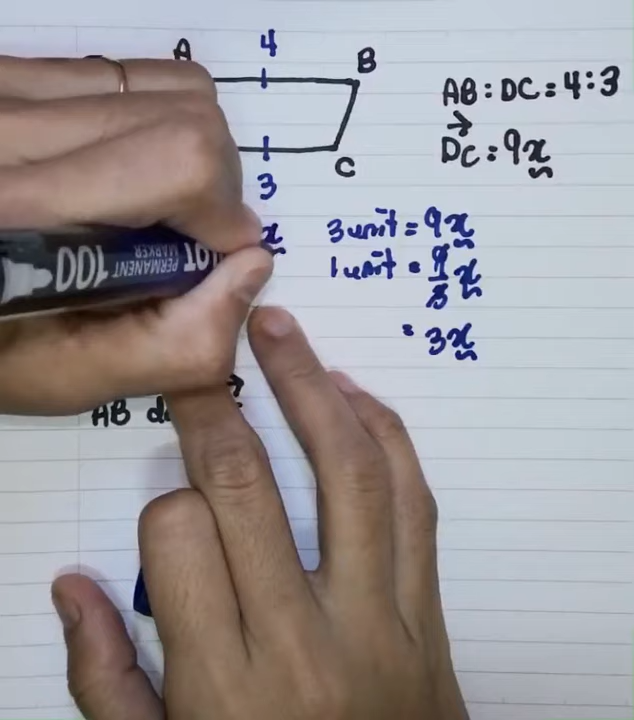 A 4 B
AB : DC = 4:3
DC = 9x
C
3
x
3 unit = 9x
1 unit = 9/3 x
= 3x
PERMANENT MARKER 100
AB